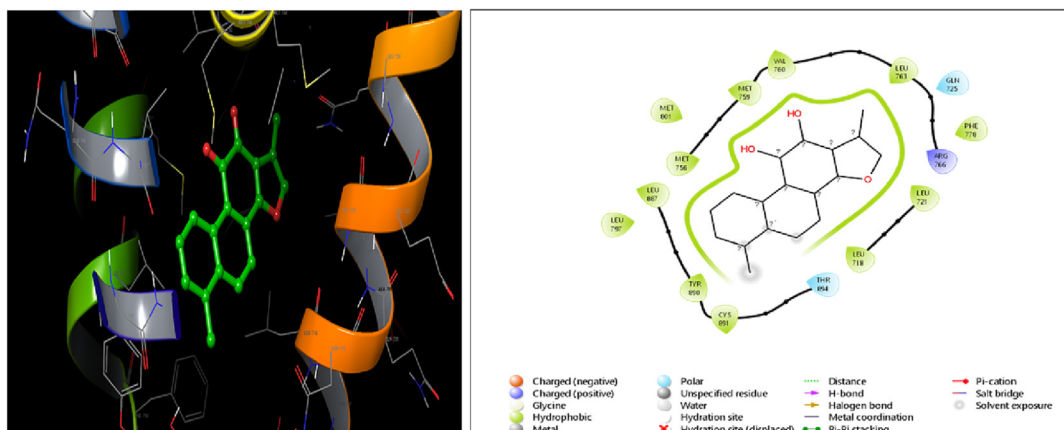 VAL
760
LEU
763
GLN
725
MET
759
MET
801
PHE
778
HO
HO
ARG
766
MET
756
O
LEU
887
LEU
721
LEU
797
LEU
718
TYR
890
THR
894
CYS
891
Charged (negative) Polar Distance Pi-cation
Charged (positive) Unspecified residue H-bond Salt bridge
Glycine Water Halogen bond Solvent exposure
Hydrophobic Hydration site Metal coordination
Metal Hydration site (displaced) Pi-Pi stacking